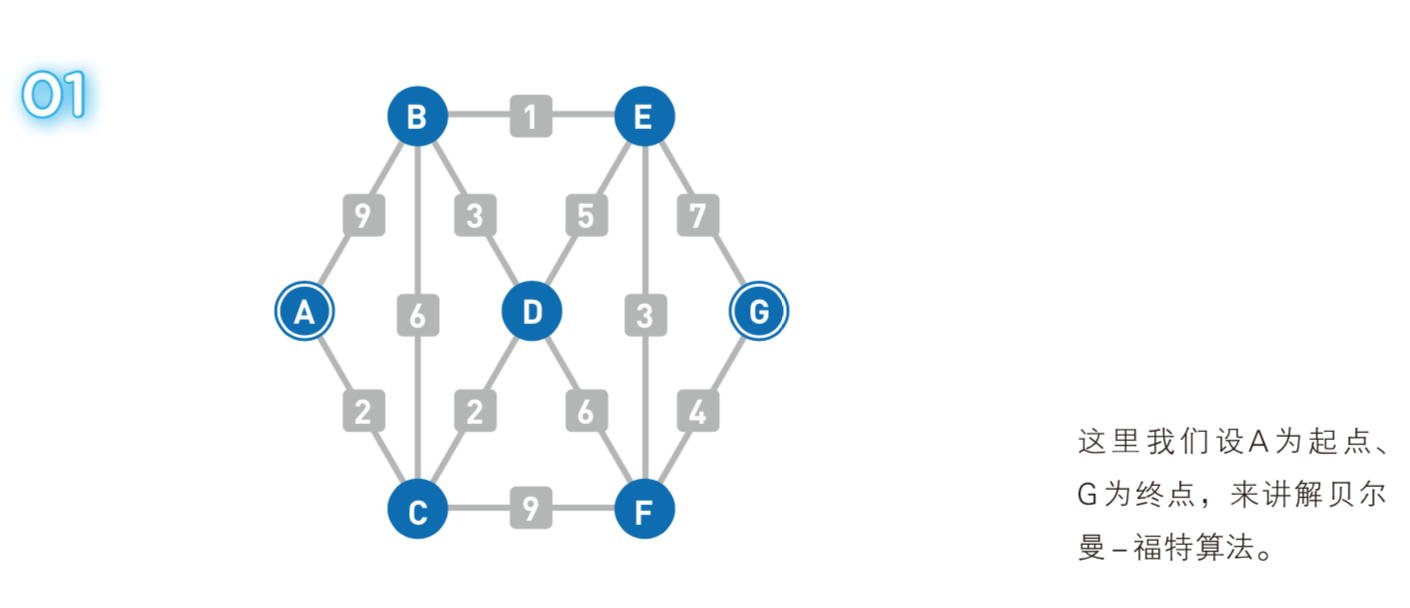 01
B 1 E
9 3 5 7
A 6 D 3 G
2 2 6 4
C 9 F
这里我们设A为起点、
G为终点，来讲解贝尔
曼–福特算法。